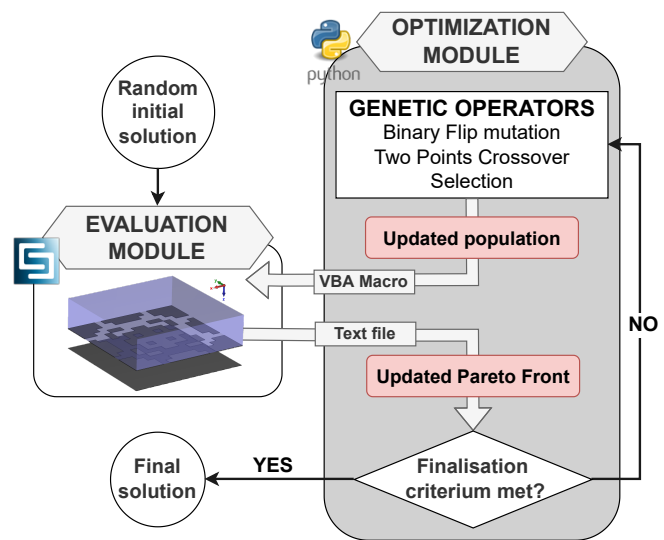 OPTIMIZATION
MODULE
python
Random
initial
solution
GENETIC OPERATORS
Binary Flip mutation
Two Points Crossover
Selection
EVALUATION
MODULE
Updated population
VBA Macro
Text file
NO
Updated Pareto Front
Final
solution
YES
Finalisation
criterium met?